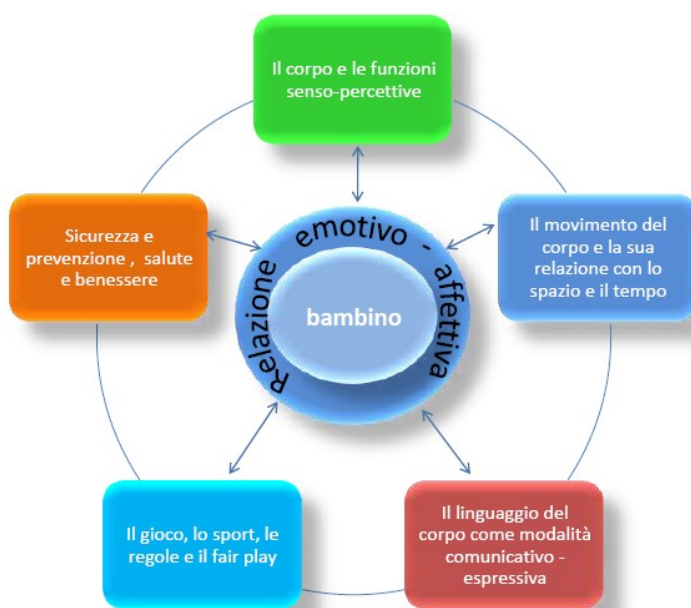 Il corpo e le funzioni
senso-percettive
Sicurezza e
prevenzione , salute
e benessere
Relazione emotivo - affettiva
bambino
Il movimento del
corpo e la sua
relazione con lo
spazio e il tempo
Il gioco, lo sport, le
regole e il fair play
Il linguaggio del
corpo come modalità
comunicativo -
espressiva